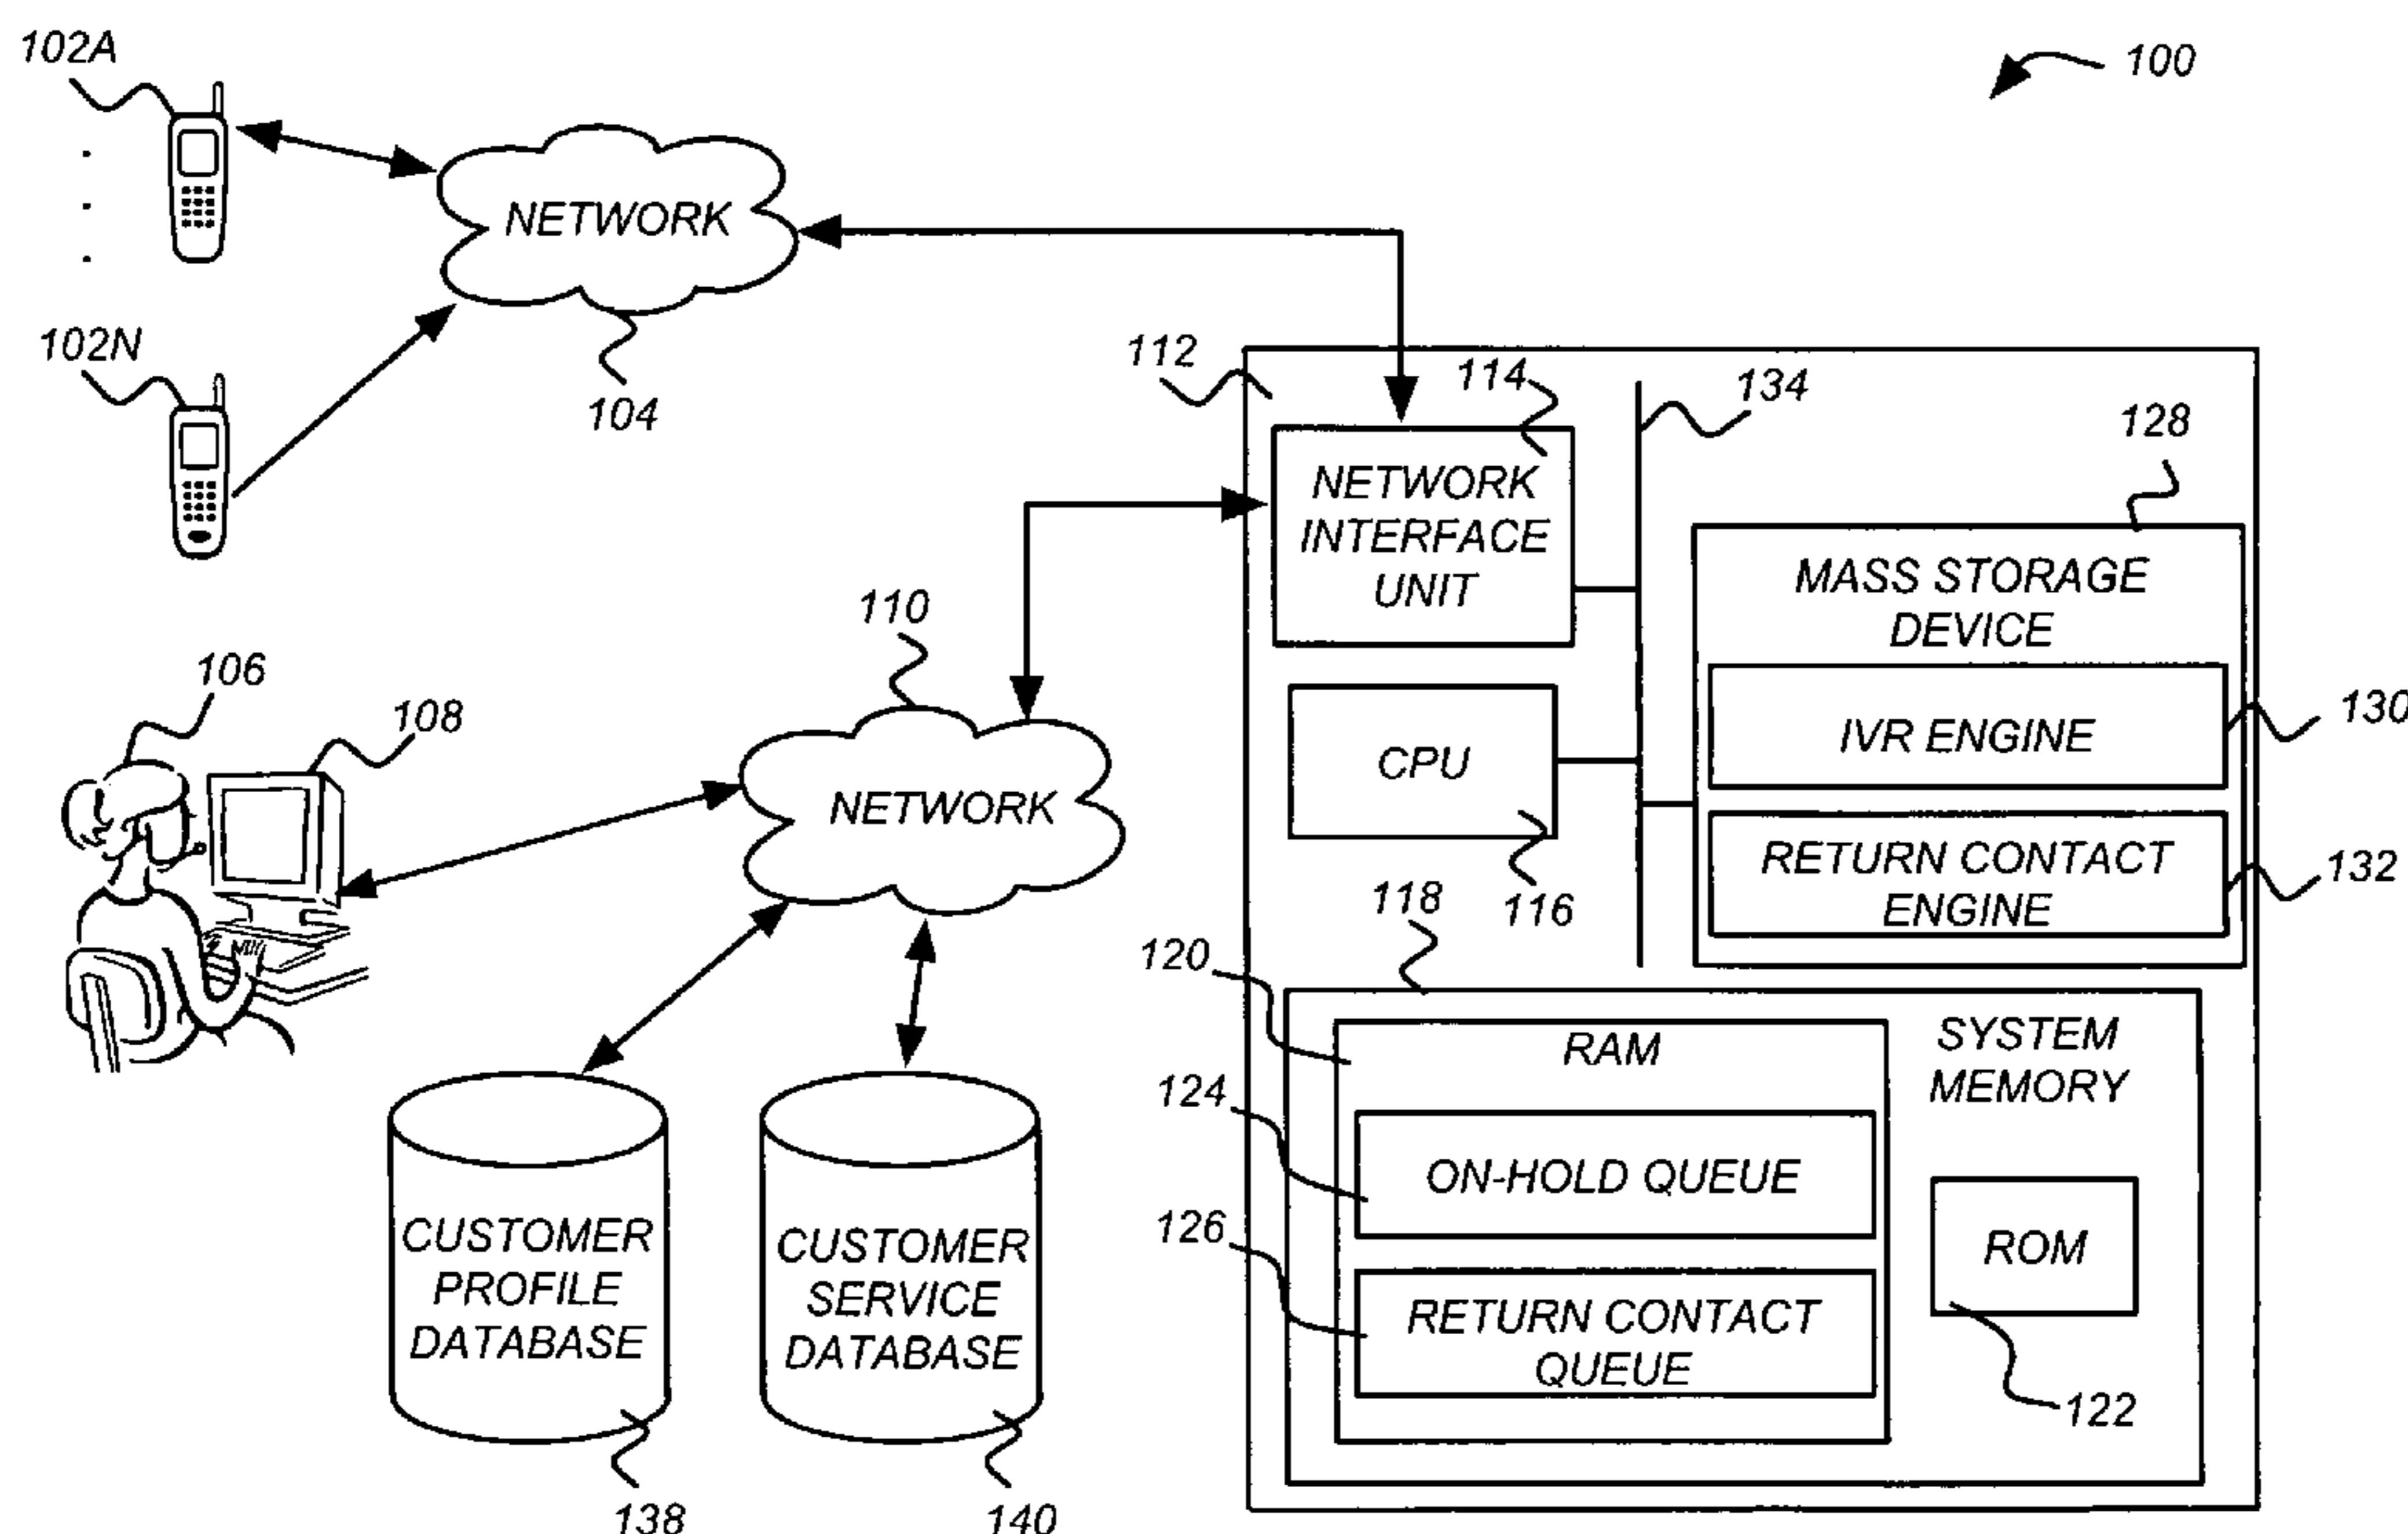 102A
100
NETWORK
102N
104
112
114
134
128
NETWORK
INTERFACE
UNIT
MASS STORAGE
DEVICE
110
106
108
130
IVR ENGINE
CPU
NETWORK
RETURN CONTACT
ENGINE
132
116
118
120
RAM
SYSTEM
MEMORY
124
ON-HOLD QUEUE
126
ROM
RETURN CONTACT
QUEUE
122
CUSTOMER
PROFILE
DATABASE
CUSTOMER
SERVICE
DATABASE
138
140